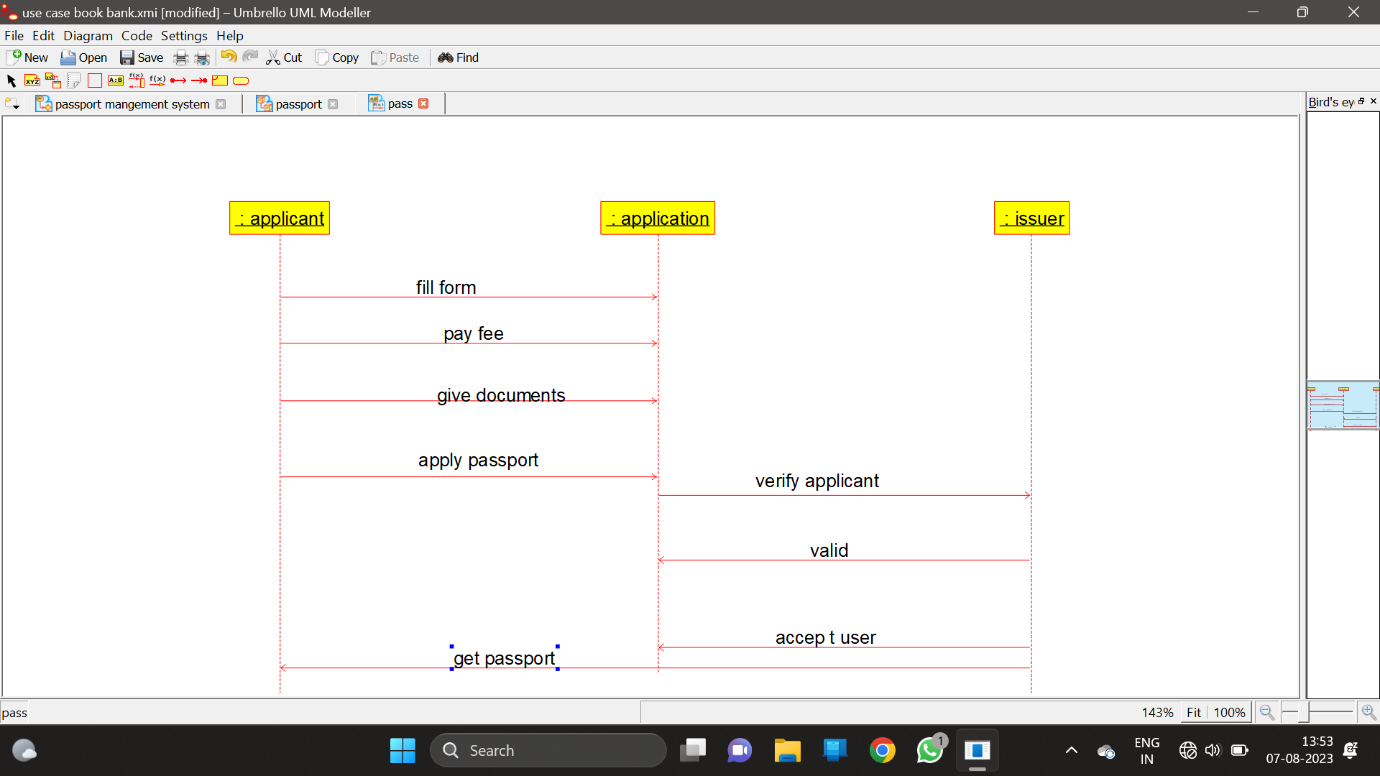 use case book bank.xmi [modified] – Umbrello UML Modeller
File Edit Diagram Code Settings Help
New Open Save Cut Copy Paste Find
XYZ A:B f(x) f(x)
passport mangement system passport pass Bird's ey
: applicant : application : issuer
fill form
pay fee
give documents
apply passport
verify applicant
valid
accep t user
get passport
pass 143% Fit 100%
Search 1 ENG IN 13:53 07-08-2023